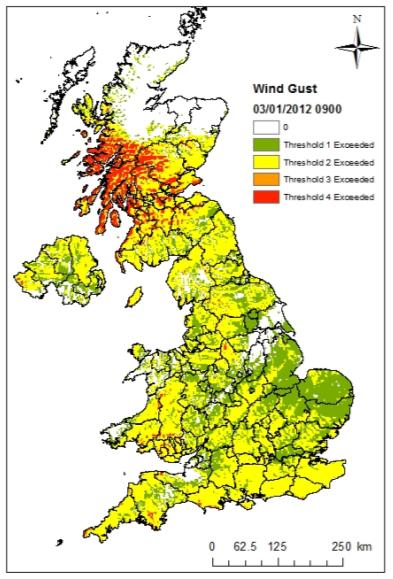 N
Wind Gust
03/01/2012 0900
0
Threshold 1 Exceeded
Threshold 2 Exceeded
Threshold 3 Exceeded
Threshold 4 Exceeded
0 62.5 125 250 km